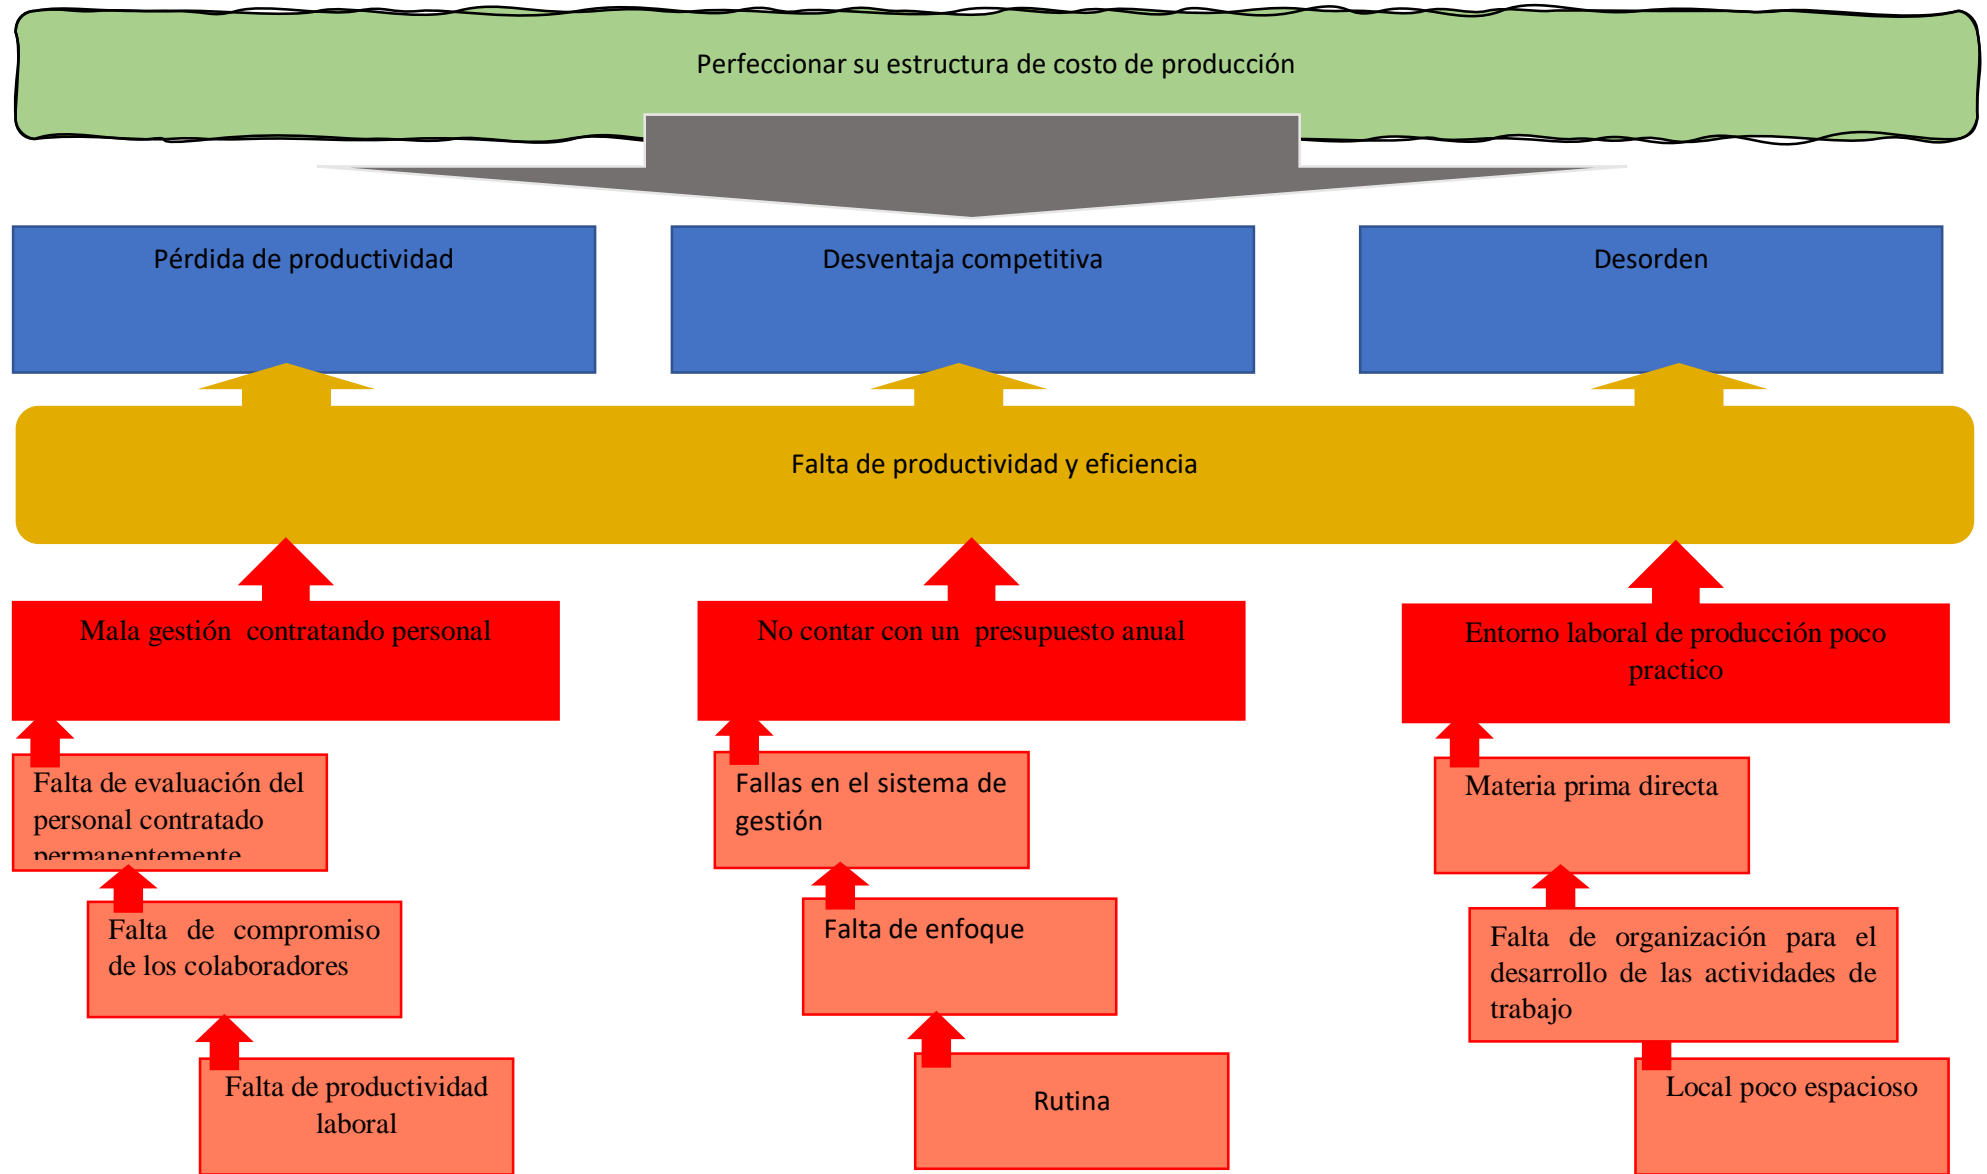 Perfeccionar su estructura de costo de producción
Pérdida de productividad
Desventaja competitiva
Desorden
Falta de productividad y eficiencia
Mala gestión contratando personal
No contar con un presupuesto anual
Entorno laboral de producción poco
practico
Falta de evaluación del
personal contratado
permanentemente
Fallas en el sistema de
gestión
Materia prima directa
Falta de compromiso
de los colaboradores
Falta de enfoque
Falta de organización para el
desarrollo de las actividades de
trabajo
Falta de productividad
laboral
Rutina
Local poco espacioso